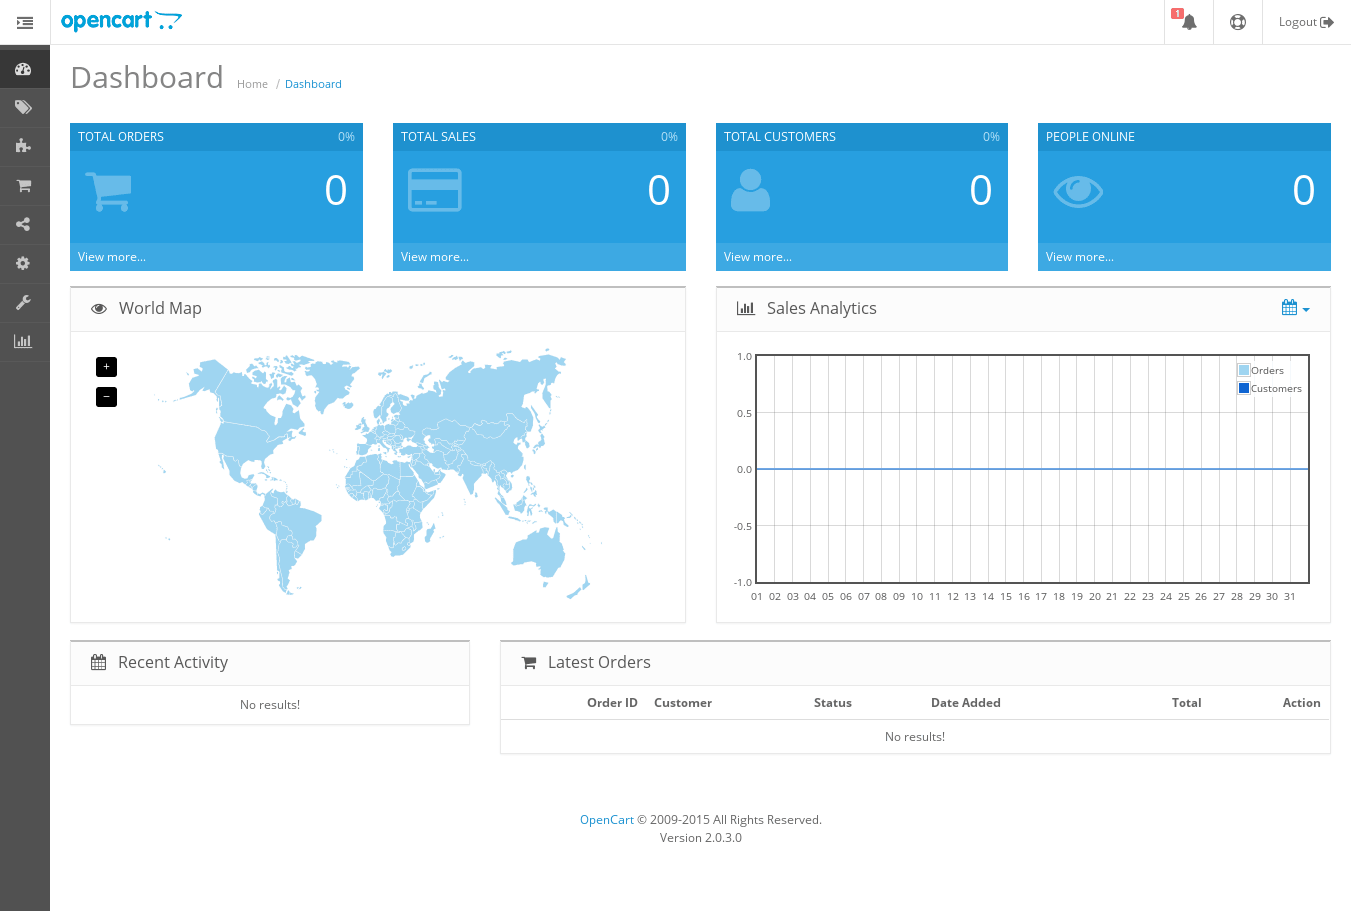 opencart
1
Logout
Dashboard Home / Dashboard
TOTAL ORDERS 0%
0
View more...
TOTAL SALES 0%
0
View more...
TOTAL CUSTOMERS 0%
0
View more...
PEOPLE ONLINE
0
View more...
World Map
+
−
Sales Analytics
Orders
Customers
1.0
0.5
0.0
-0.5
-1.0
01 02 03 04 05 06 07 08 09 10 11 12 13 14 15 16 17 18 19 20 21 22 23 24 25 26 27 28 29 30 31
Recent Activity
No results!
Latest Orders
Order ID Customer Status Date Added Total Action
No results!
OpenCart © 2009-2015 All Rights Reserved.
Version 2.0.3.0